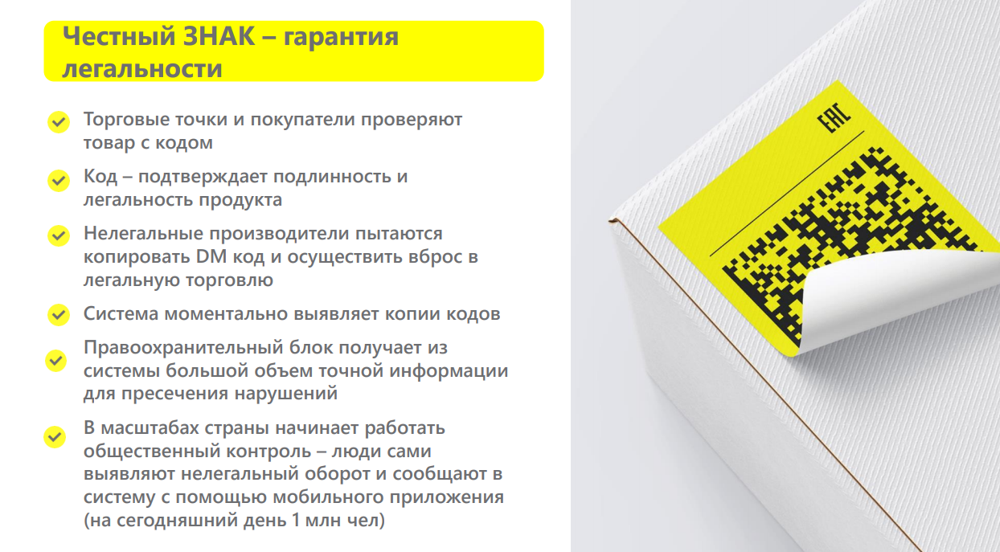 Честный ЗНАК – гарантия
легальности
Торговые точки и покупатели проверяют
товар с кодом
Код – подтверждает подлинность и
легальность продукта
Нелегальные производители пытаются
копировать DM код и осуществить вброс в
легальную торговлю
Система моментально выявляет копии кодов
Правоохранительный блок получает из
системы большой объем точной информации
для пресечения нарушений
В масштабах страны начинает работать
общественный контроль – люди сами
выявляют нелегальный оборот и сообщают в
систему с помощью мобильного приложения
(на сегодняшний день 1 млн чел)
EAC